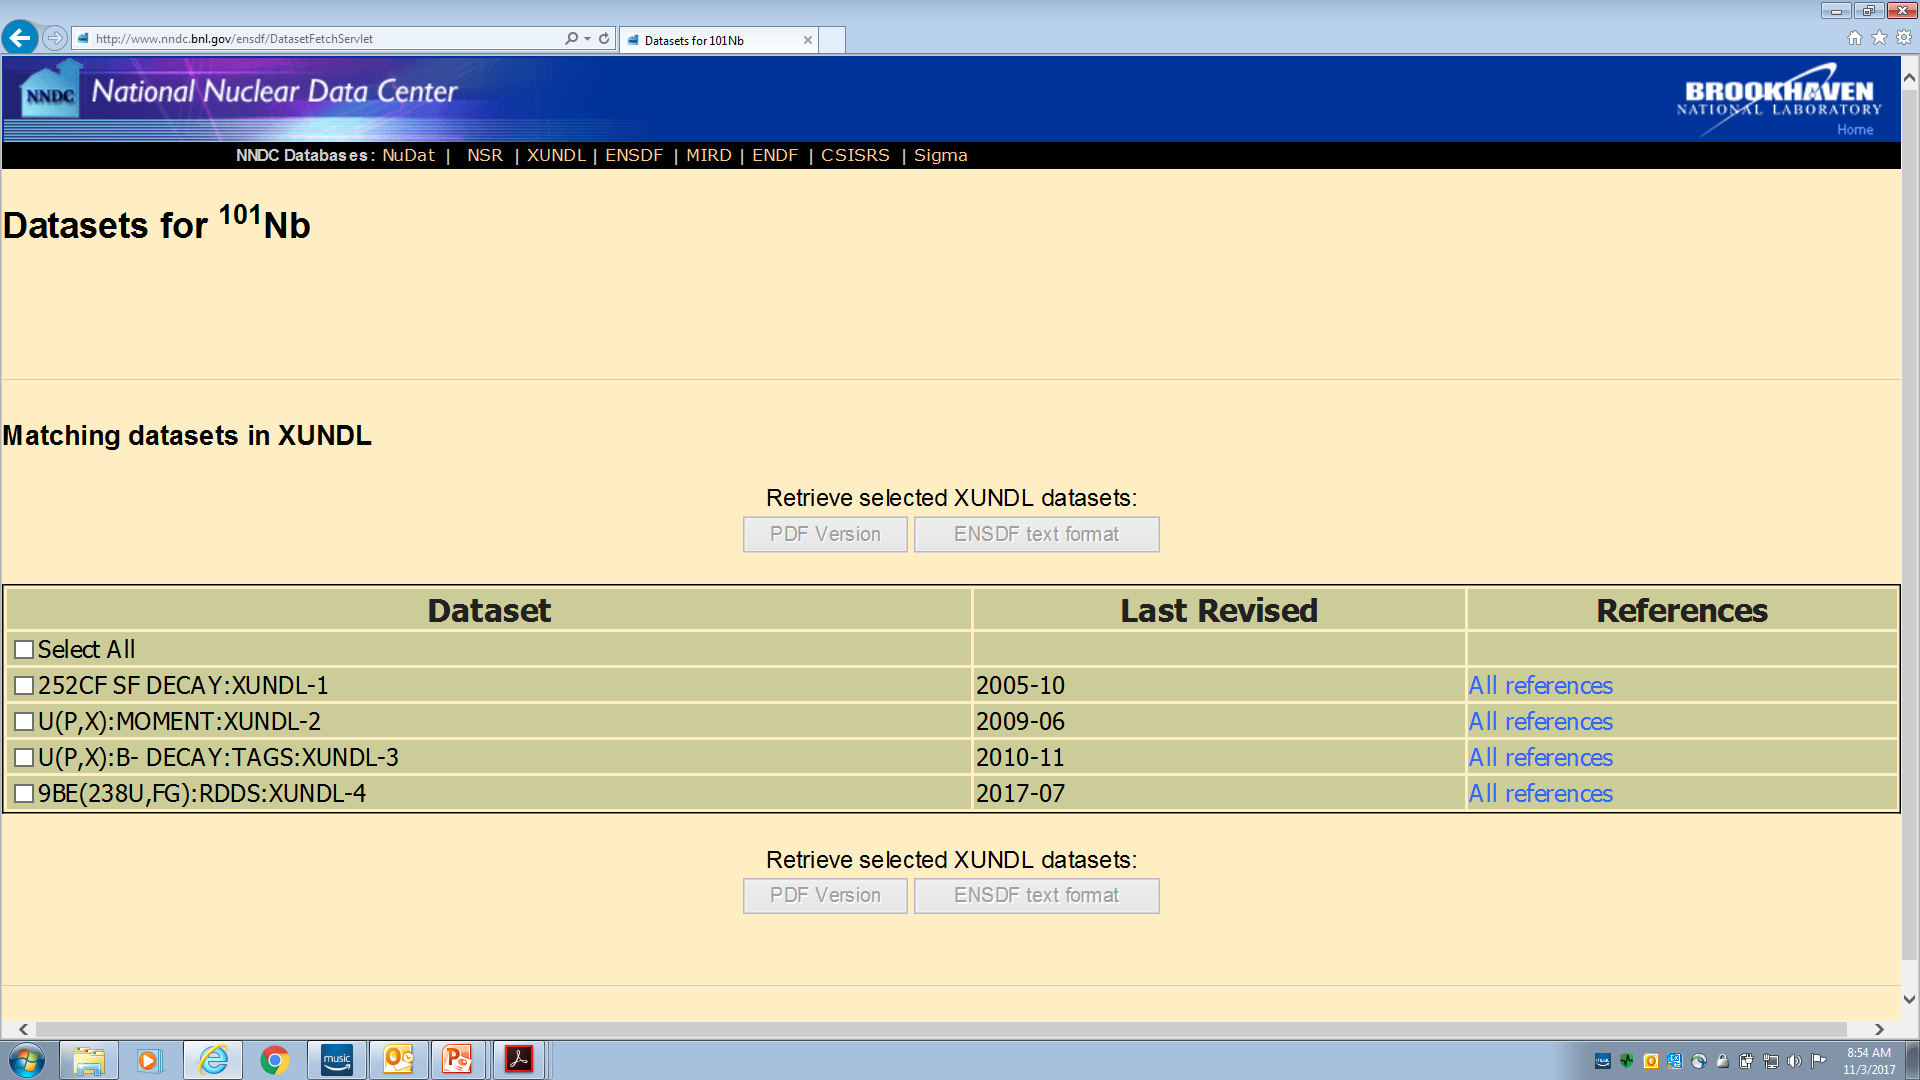 http://www.nndc.bnl.gov/ensdf/DatasetFetchServlet
Datasets for 101Nb
NNDC National Nuclear Data Center
BROOKHAVEN
NATIONAL LABORATORY
Home
NNDC Databases: NuDat | NSR | XUNDL | ENSDF | MIRD | ENDF | CSISRS | Sigma
Datasets for 101Nb
Matching datasets in XUNDL
Retrieve selected XUNDL datasets:
PDF Version ENSDF text format
Dataset Last Revised References
Select All
252CF SF DECAY:XUNDL-1 2005-10 All references
U(P,X):MOMENT:XUNDL-2 2009-06 All references
U(P,X):B- DECAY:TAGS:XUNDL-3 2010-11 All references
9BE(238U,FG):RDDS:XUNDL-4 2017-07 All references
Retrieve selected XUNDL datasets:
PDF Version ENSDF text format
music
8:54 AM
11/3/2017